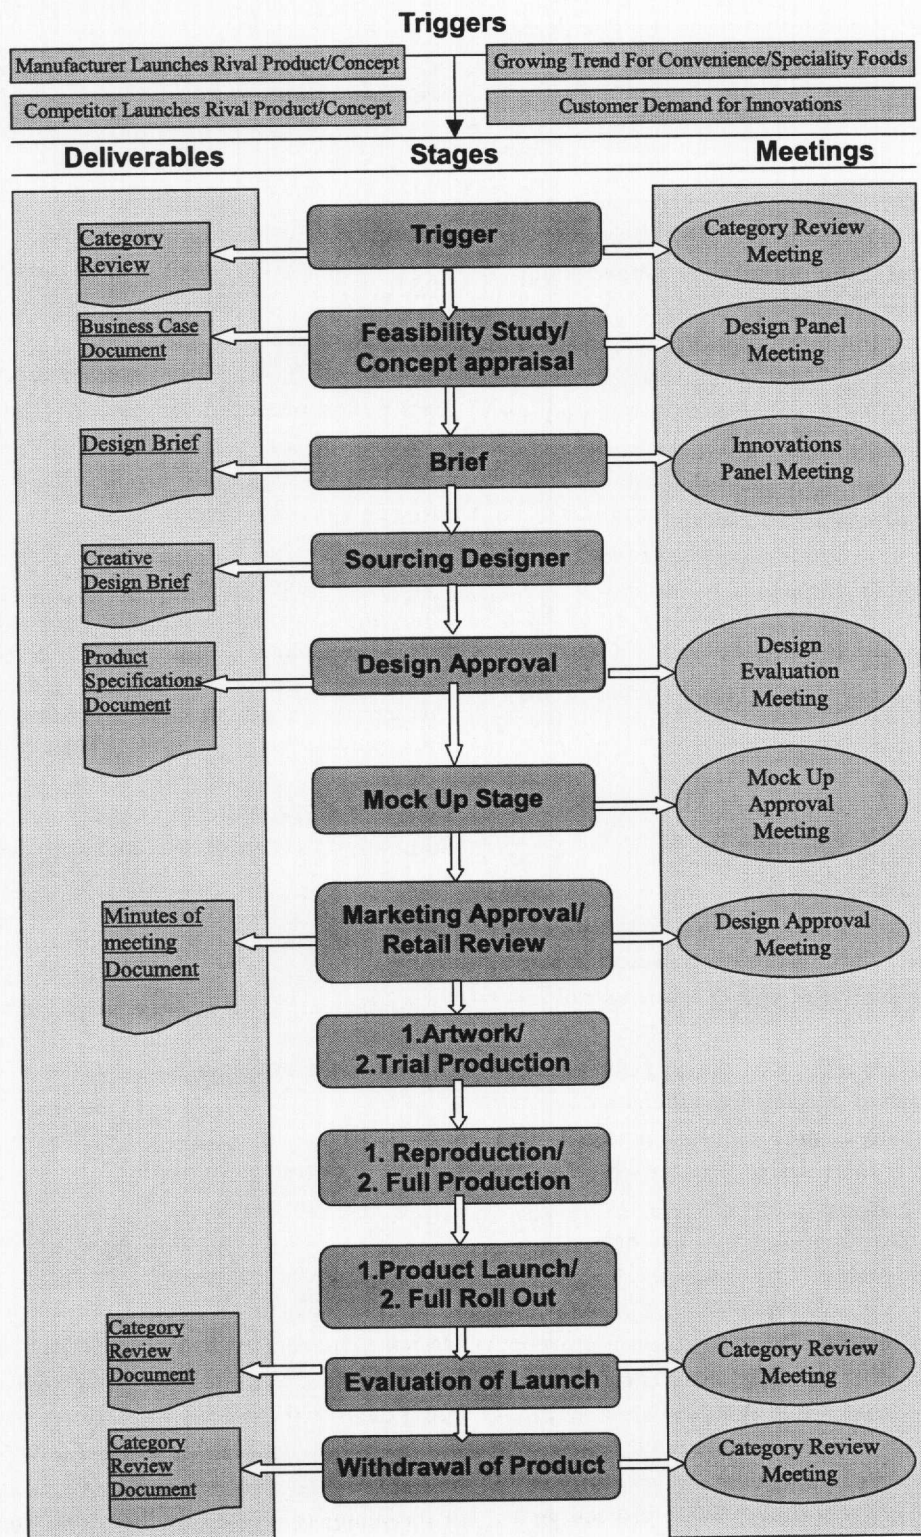 Triggers
Manufacturer Launches Rival Product/Concept
Growing Trend For Convenience/Speciality Foods
Competitor Launches Rival Product/Concept
Customer Demand for Innovations
Deliverables
Stages
Meetings
Category
Review
Trigger
Category Review
Meeting
Business Case
Document
Feasibility Study/
Concept appraisal
Design Panel
Meeting
Design Brief
Brief
Innovations
Panel Meeting
Creative
Design Brief
Sourcing Designer
Product
Specifications
Document
Design Approval
Design
Evaluation
Meeting
Mock Up Stage
Mock Up
Approval
Meeting
Minutes of
meeting
Document
Marketing Approval/
Retail Review
Design Approval
Meeting
1.Artwork/
2.Trial Production
1. Reproduction/
2. Full Production
1.Product Launch/
2. Full Roll Out
Category
Review
Document
Evaluation of Launch
Category Review
Meeting
Category
Review
Document
Withdrawal of Product
Category Review
Meeting